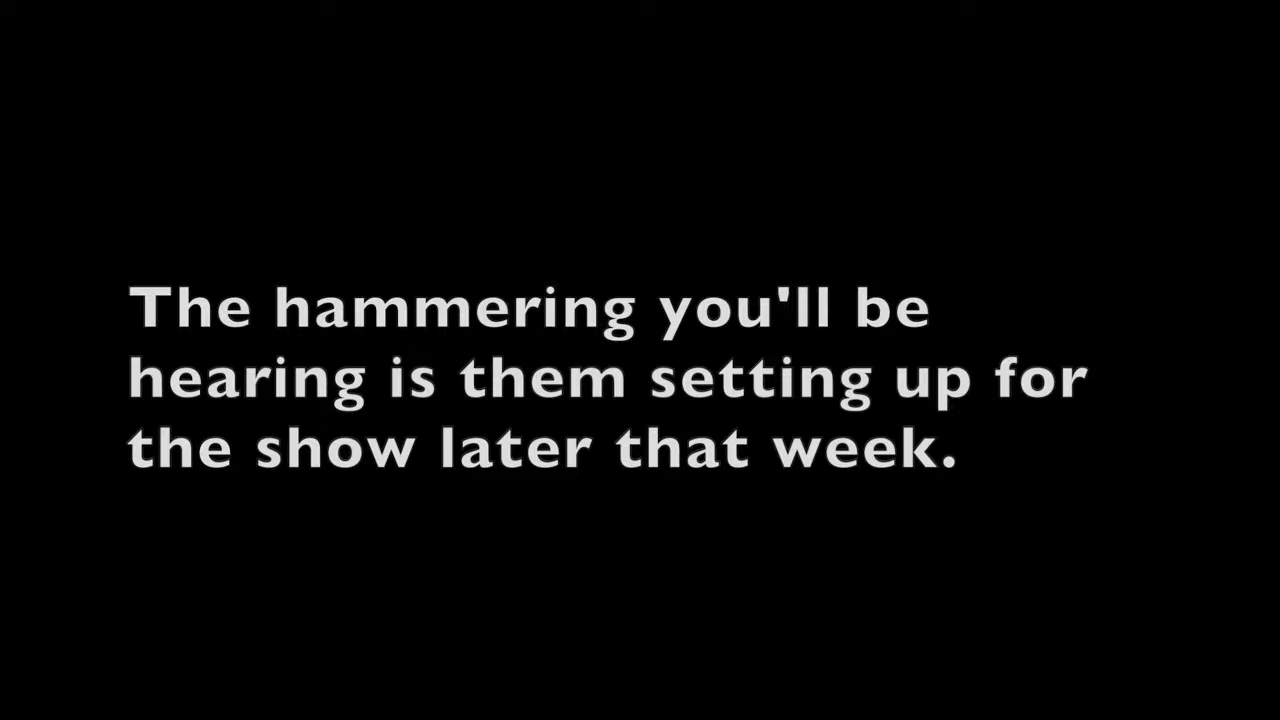 The hammering you'll be
hearing is them setting up for
the show later that week.